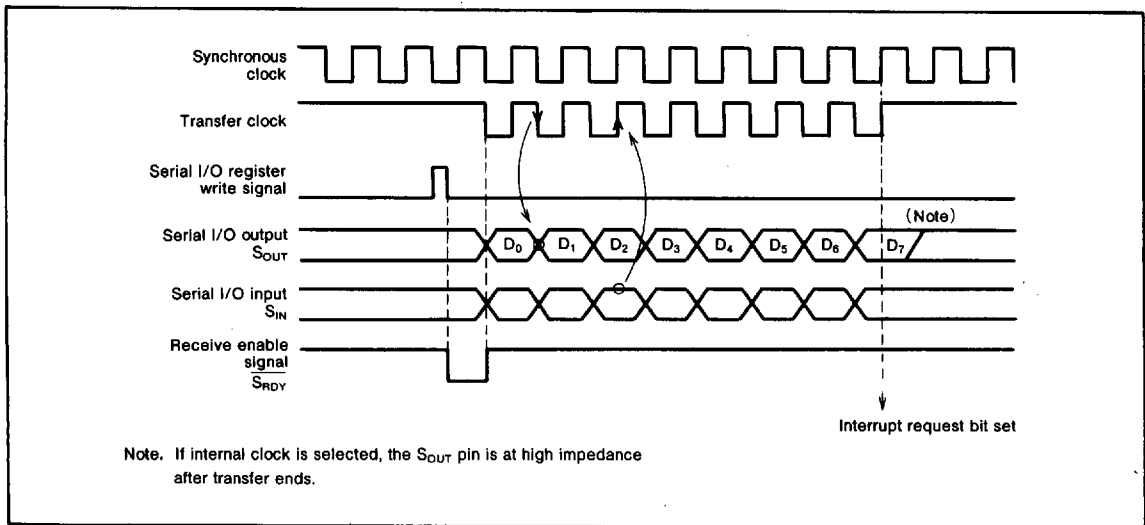 Synchronous
clock
Transfer clock
Serial I/O register
write signal
(Note)
Serial I/O output
SOUT
D0 D1 D2 D3 D4 D5 D6 D7
Serial I/O input
SIN
Receive enable
signal
SRDY
Interrupt request bit set
Note. If internal clock is selected, the SOUT pin is at high impedance
after transfer ends.